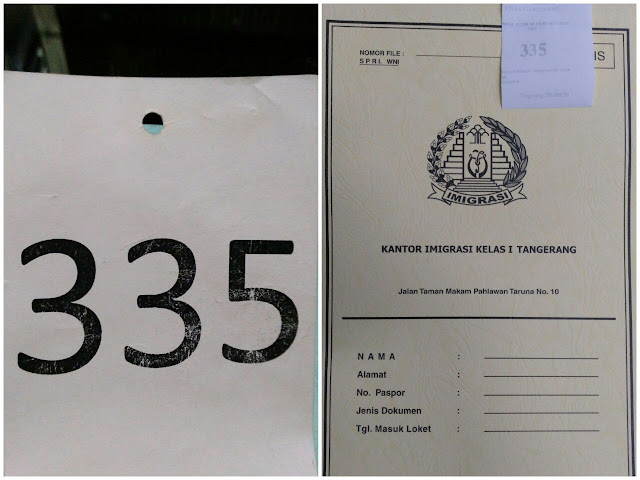 335
NOMOR FILE :
S P R I. WNI
335
IS
IMIGRASI
KANTOR IMIGRASI KELAS I TANGERANG
Jalan Taman Makam Pahlawan Taruna No. 10
N A M A :
Alamat :
No. Paspor :
Jenis Dokumen :
Tgl. Masuk Loket :